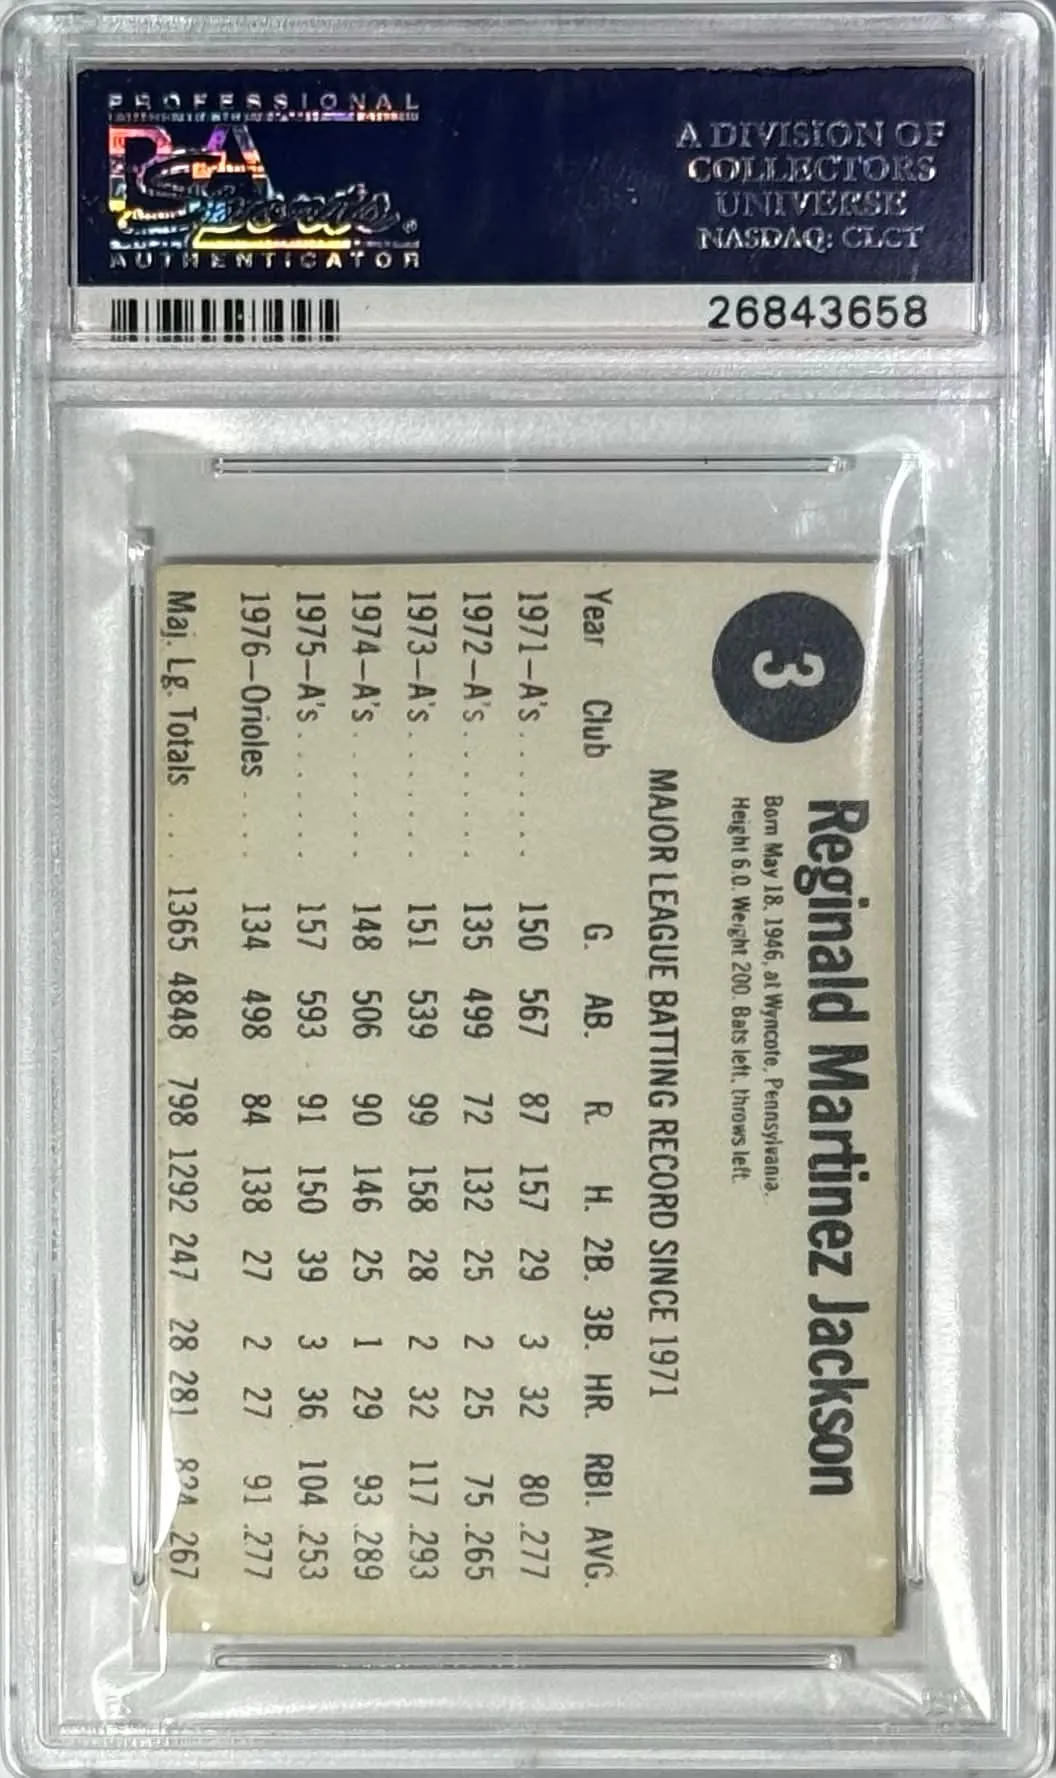 PROFESSIONAL
PSA
Sports
AUTHENTICATOR
A DIVISION OF
COLLECTORS
UNIVERSE
NASDAQ: CLCT
26843658
3
Reginald Martinez Jackson
Born May 18, 1946, at Wyncote, Pennsylvania.
Height 6.0. Weight 200. Bats left, throws left.
MAJOR LEAGUE BATTING RECORD SINCE 1971
Year Club G. AB. R. H. 2B. 3B. HR. RBI. AVG.
1971—A's . . . . . . . 150 567 87 157 29 3 32 80 .277
1972—A's . . . . . . . 135 499 72 132 25 2 25 75 .265
1973—A's . . . . . . . 151 539 99 158 28 2 32 117 .293
1974—A's . . . . . . . 148 506 90 146 25 1 29 93 .289
1975—A's . . . . . . . 157 593 91 150 39 3 36 104 .253
1976—Orioles . . . . 134 498 84 138 27 2 27 91 .277
Maj. Lg. Totals . . . 1365 4848 798 1292 247 28 281 824 .267